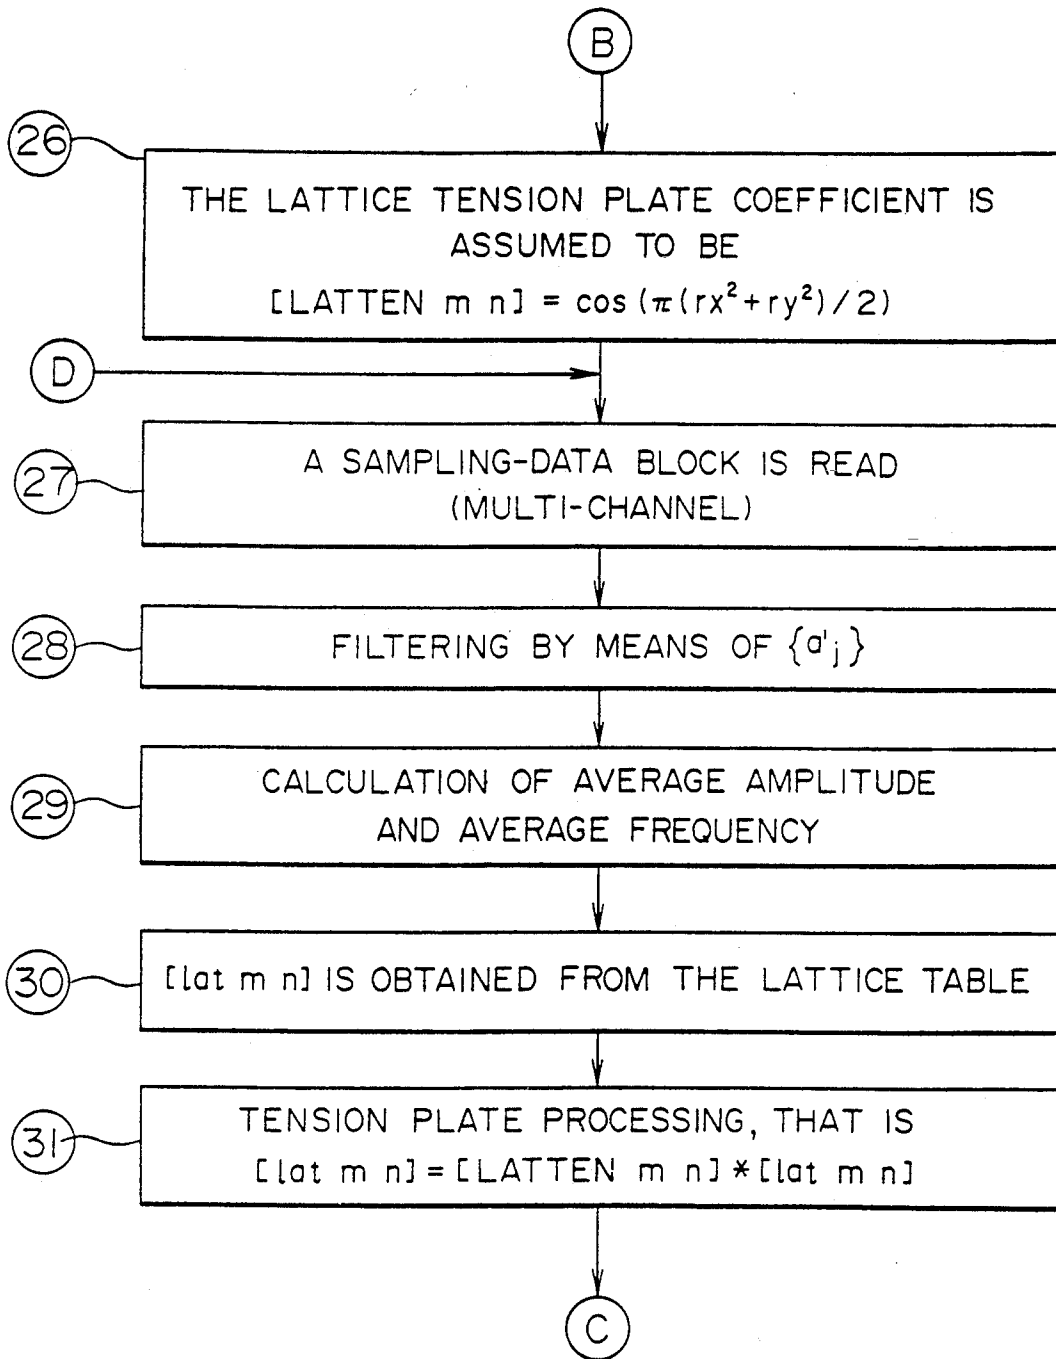 B
26
THE LATTICE TENSION PLATE COEFFICIENT IS
ASSUMED TO BE
[LATTEN m n] = cos (π(rx²+ry²)/2)
D
27
A SAMPLING-DATA BLOCK IS READ
(MULTI-CHANNEL)
28
FILTERING BY MEANS OF {a'j}
29
CALCULATION OF AVERAGE AMPLITUDE
AND AVERAGE FREQUENCY
30
[lat m n] IS OBTAINED FROM THE LATTICE TABLE
31
TENSION PLATE PROCESSING, THAT IS
[lat m n] = [LATTEN m n] * [lat m n]
C